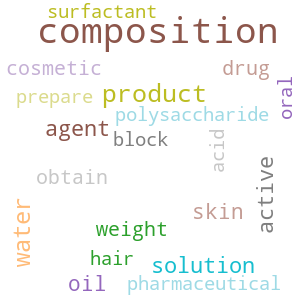 surfactant
composition
cosmetic
drug
prepare
product
oral
polysaccharide
agent
block
acid
obtain
active
skin
water
weight
hair
solution
oil
pharmaceutical